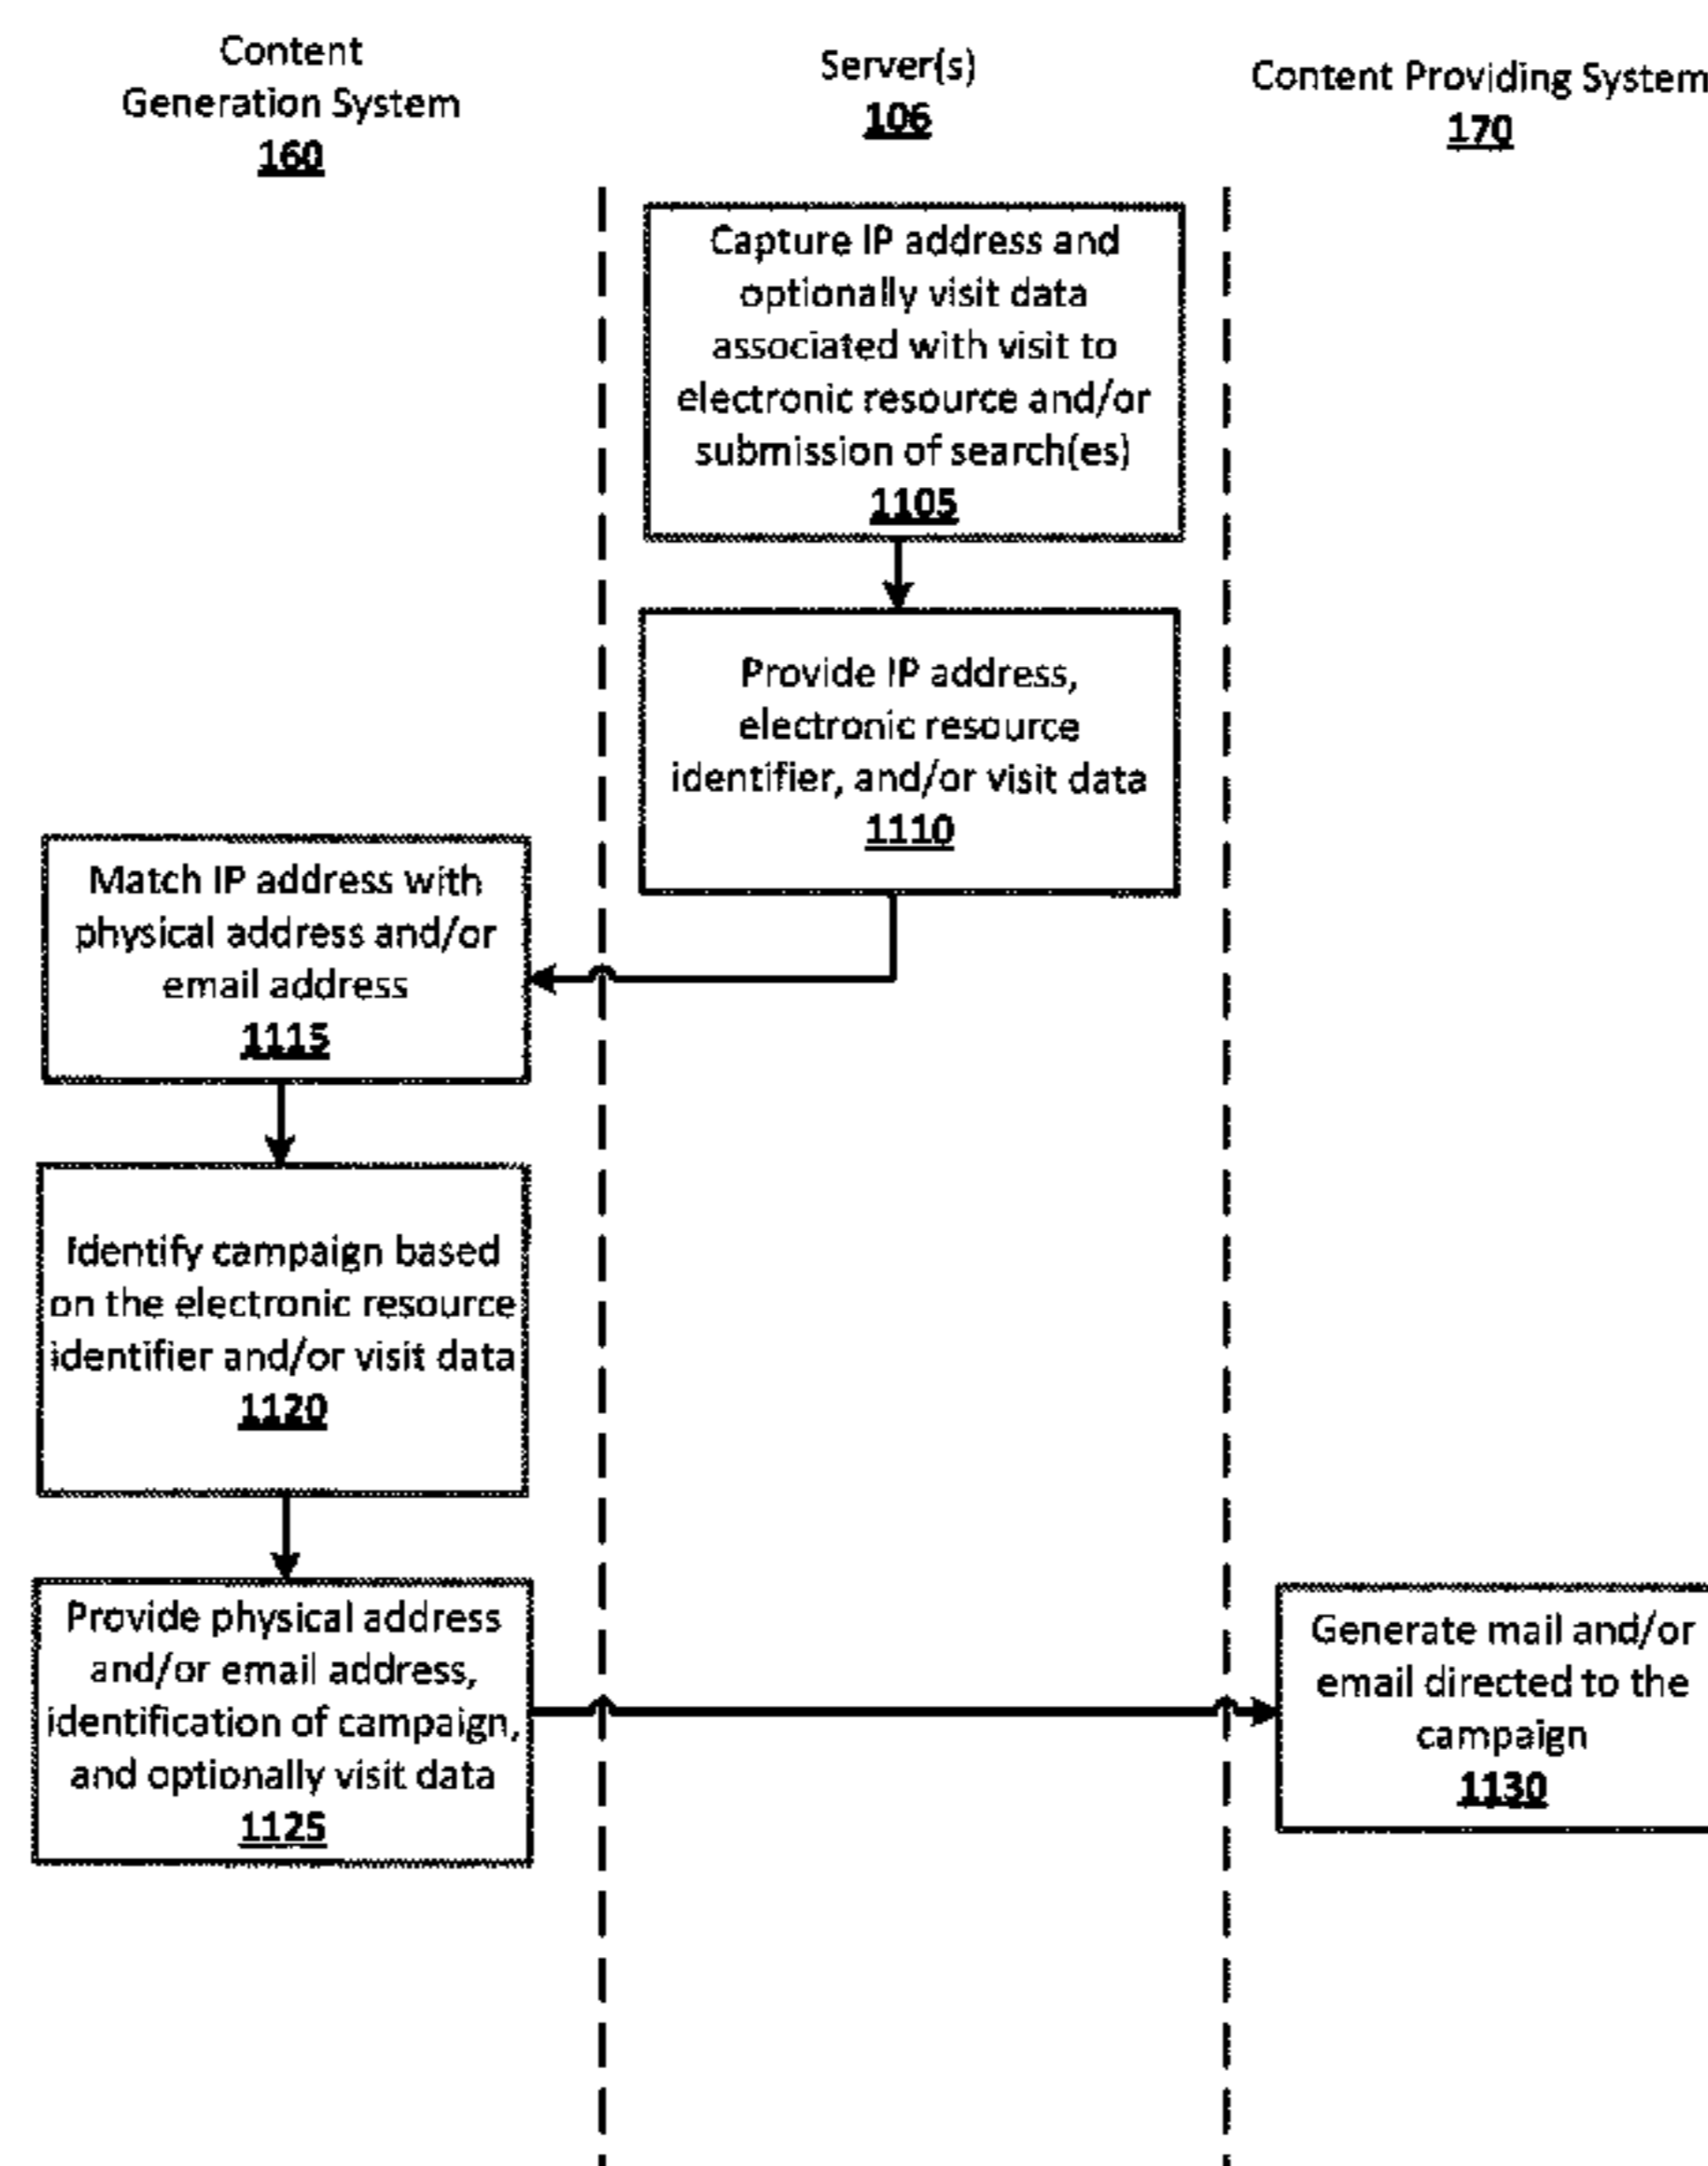 Content
Generation System
160
Server(s)
106
Content Providing System
170
Capture IP address and
optionally visit data
associated with visit to
electronic resource and/or
submission of search(es)
1105
Provide IP address,
electronic resource
identifier, and/or visit data
1110
Match IP address with
physical address and/or
email address
1115
Identify campaign based
on the electronic resource
identifier and/or visit data
1120
Provide physical address
and/or email address,
identification of campaign,
and optionally visit data
1125
Generate mail and/or
email directed to the
campaign
1130